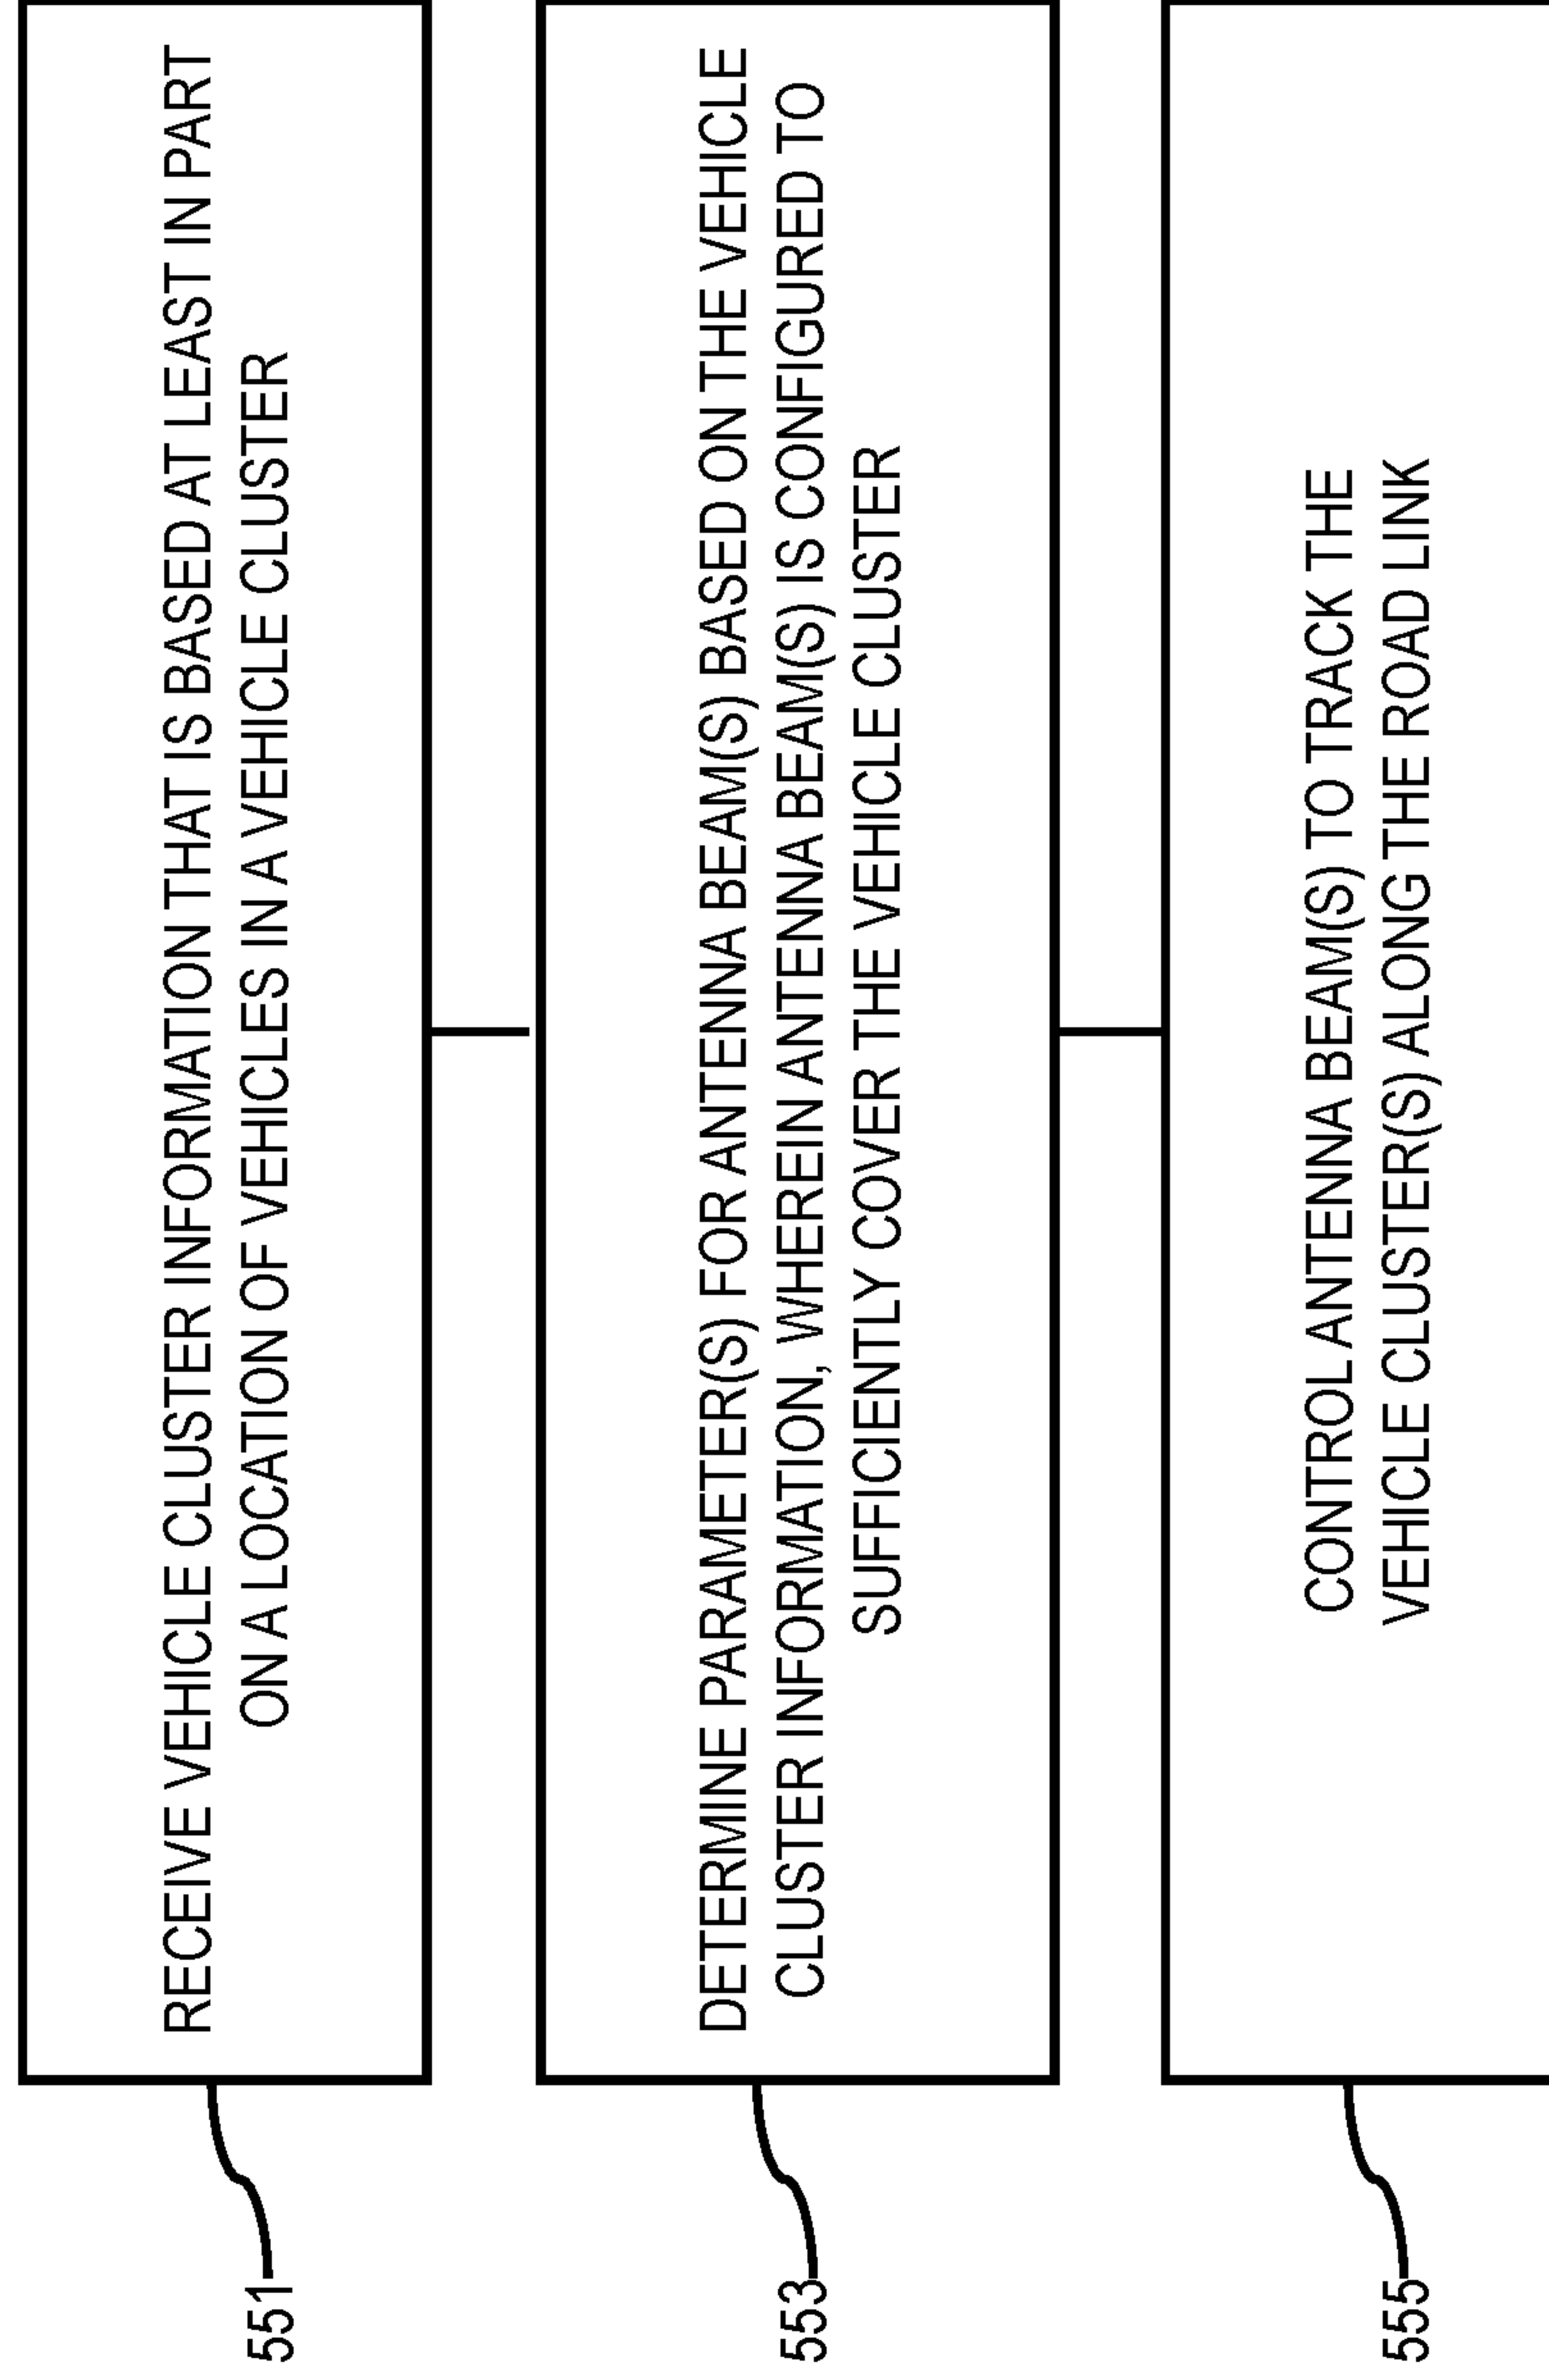 RECEIVE VEHICLE CLUSTER INFORMATION THAT IS BASED AT LEAST IN PART
ON A LOCATION OF VEHICLES IN A VEHICLE CLUSTER
551
DETERMINE PARAMETER(S) FOR ANTENNA BEAM(S) BASED ON THE VEHICLE
CLUSTER INFORMATION, WHEREIN ANTENNA BEAM(S) IS CONFIGURED TO
SUFFICIENTLY COVER THE VEHICLE CLUSTER
553
CONTROL ANTENNA BEAM(S) TO TRACK THE
VEHICLE CLUSTER(S) ALONG THE ROAD LINK
555